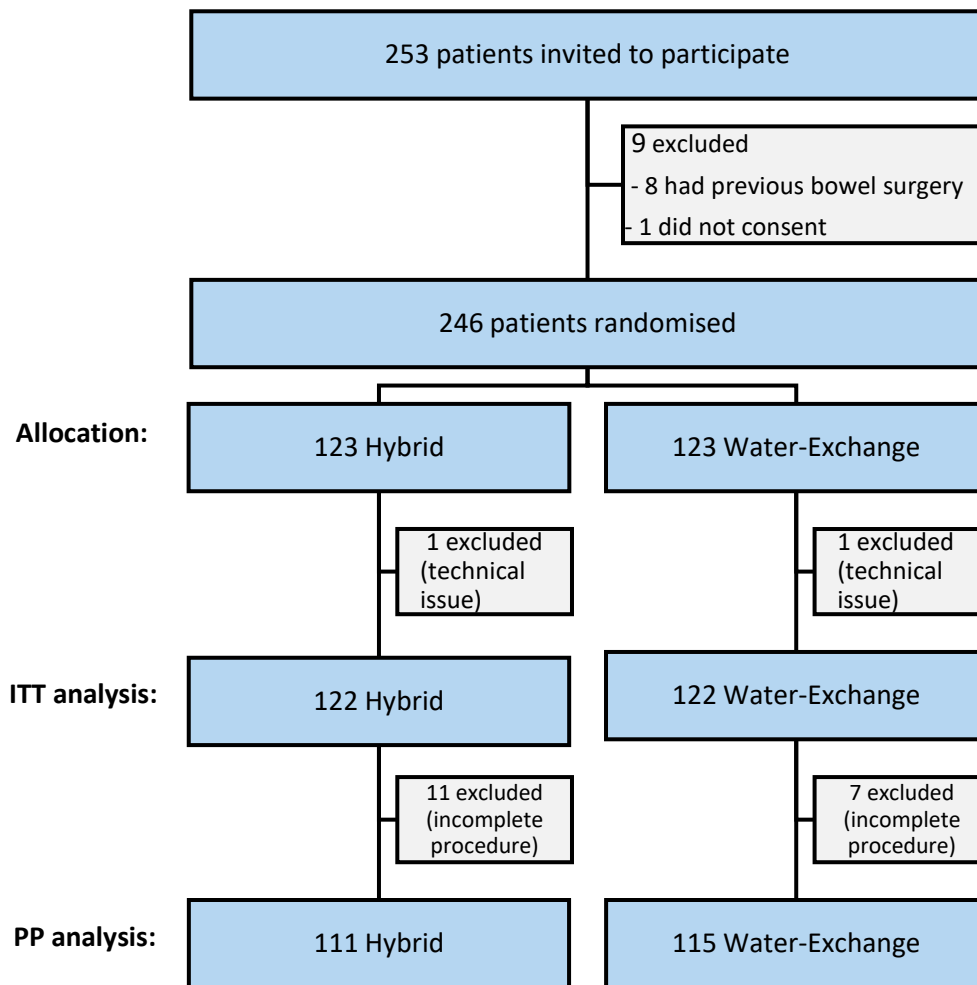 253 patients invited to participate
9 excluded
- 8 had previous bowel surgery
- 1 did not consent
246 patients randomised
Allocation:
123 Hybrid
123 Water-Exchange
1 excluded
(technical
issue)
1 excluded
(technical
issue)
ITT analysis:
122 Hybrid
122 Water-Exchange
11 excluded
(incomplete
procedure)
7 excluded
(incomplete
procedure)
PP analysis:
111 Hybrid
115 Water-Exchange